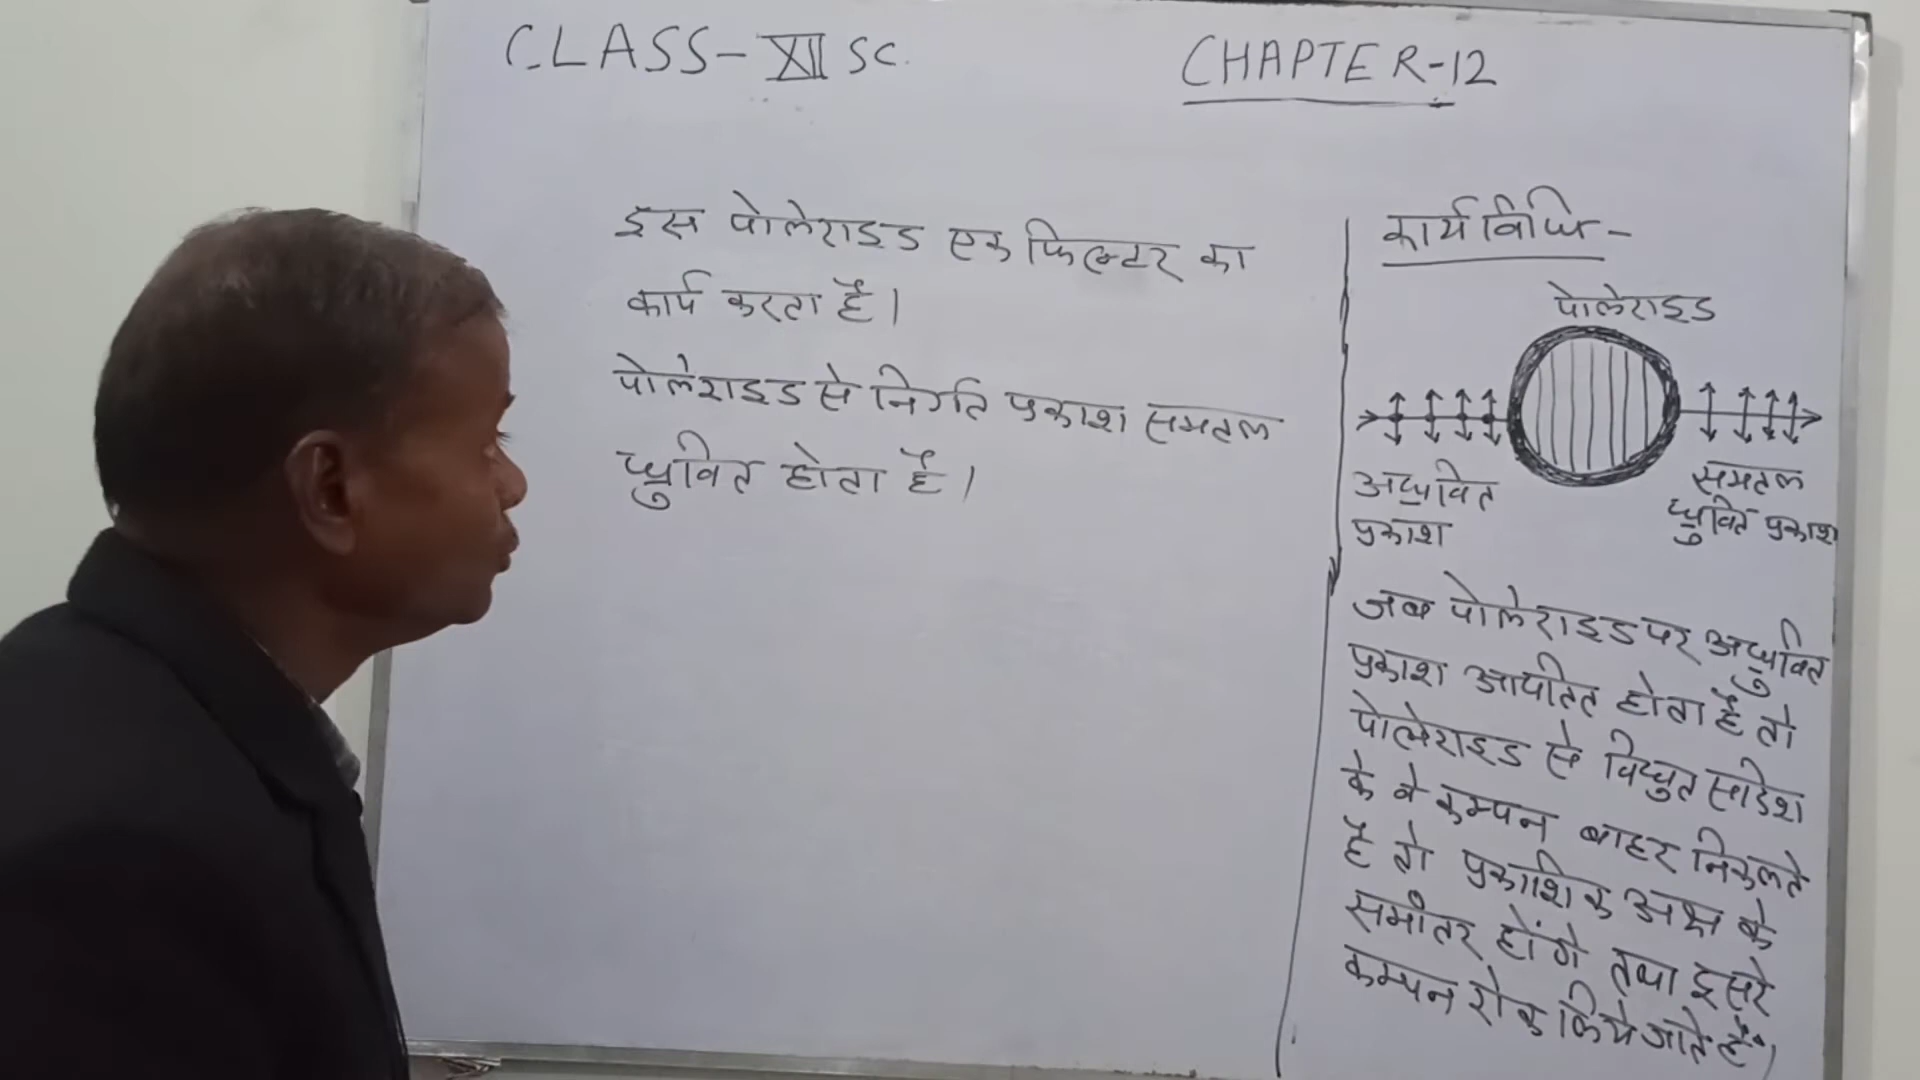 CLASS-XII SC.
CHAPTER-12
इस पोलेराइड एक फिल्टर का
कार्य करता है।
पोलेराइड से निर्गत प्रकाश समतल
ध्रुवित होता है।
कार्य विधि-
पोलेराइड
अध्रुवित
प्रकाश
समतल
ध्रुवित प्रकाश
जब पोलेराइड पर अध्रुवित
प्रकाश आपतित होता है तो
पोलेराइड से विद्युत सदिश
के वे कम्पन बाहर निकलते
है जो प्रकाशिक अक्ष के
समांतर होंगे तथा दूसरे
कम्पन रोक लिये जाते हैं।